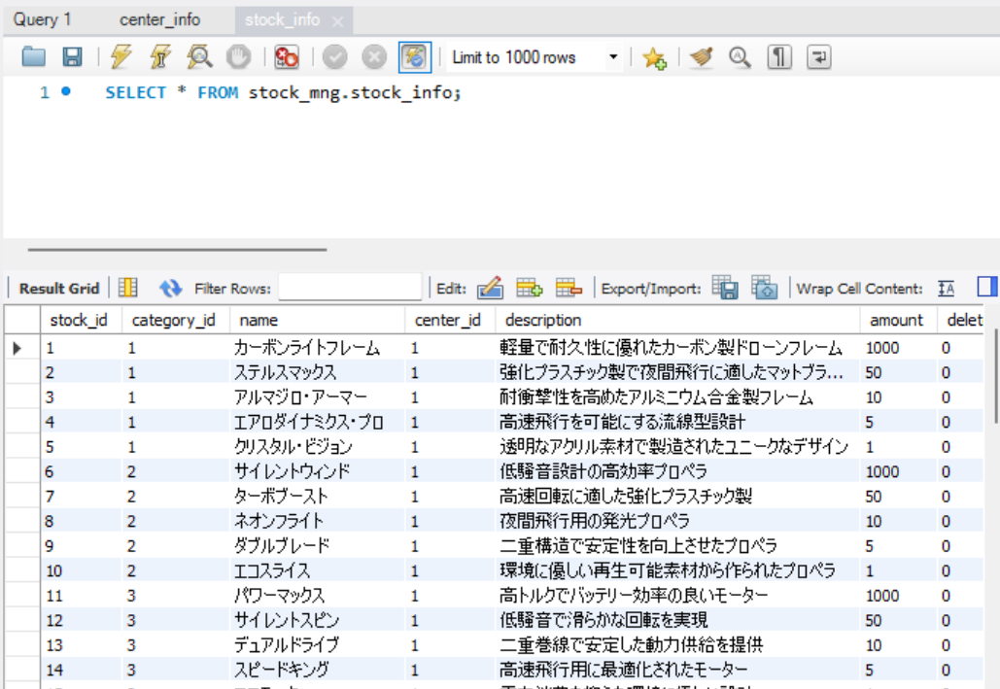 Query 1 center_info stock_info ×
Limit to 1000 rows
1 SELECT * FROM stock_mng.stock_info;
Result Grid Filter Rows: Edit: Export/Import: Wrap Cell Content: IA
stock_id category_id name center_id description amount delet
1 1 カーボンライトフレーム 1 軽量で耐久性に優れたカーボン製ドローンフレーム 1000 0
2 1 ステルスマックス 1 強化プラスチック製で夜間飛行に適したマットブラ... 50 0
3 1 アルマジロ・アーマー 1 耐衝撃性を高めたアルミニウム合金製フレーム 10 0
4 1 エアロダイナミクス・プロ 1 高速飛行を可能にする流線型設計 5 0
5 1 クリスタル・ビジョン 1 透明なアクリル素材で製造されたユニークなデザイン 1 0
6 2 サイレントウィンド 1 低騒音設計の高効率プロペラ 1000 0
7 2 ターボブースト 1 高速回転に適した強化プラスチック製 50 0
8 2 ネオンフライト 1 夜間飛行用の発光プロペラ 10 0
9 2 ダブルブレード 1 二重構造で安定性を向上させたプロペラ 5 0
10 2 エコスライス 1 環境に優しい再生可能素材から作られたプロペラ 1 0
11 3 パワーマックス 1 高トルクでバッテリー効率の良いモーター 1000 0
12 3 サイレントスピン 1 低騒音で滑らかな回転を実現 50 0
13 3 デュアルドライブ 1 二重巻線で安定した動力供給を提供 10 0
14 3 スピードキング 1 高速飛行用に最適化されたモーター 5 0